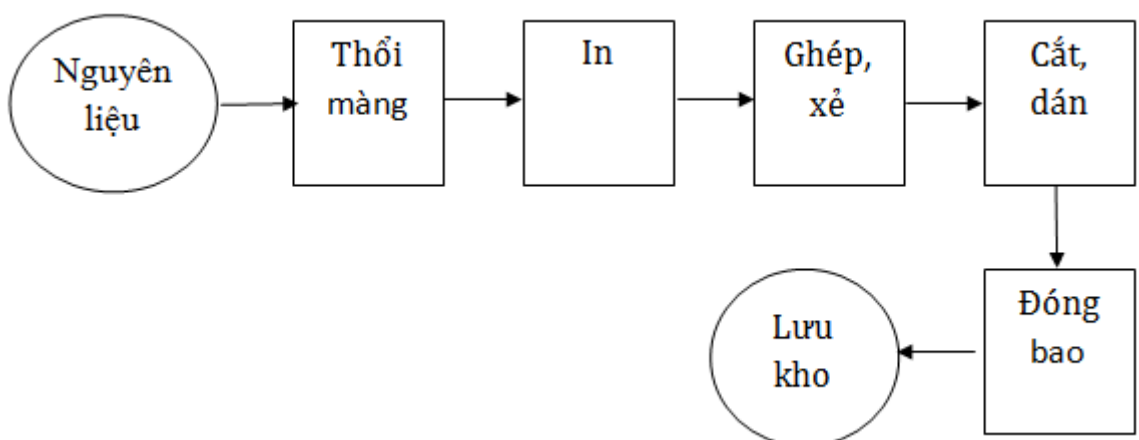 Nguyên
liệu
Thổi
màng
In
Ghép,
xẻ
Cắt,
dán
Đóng
bao
Lưu
kho